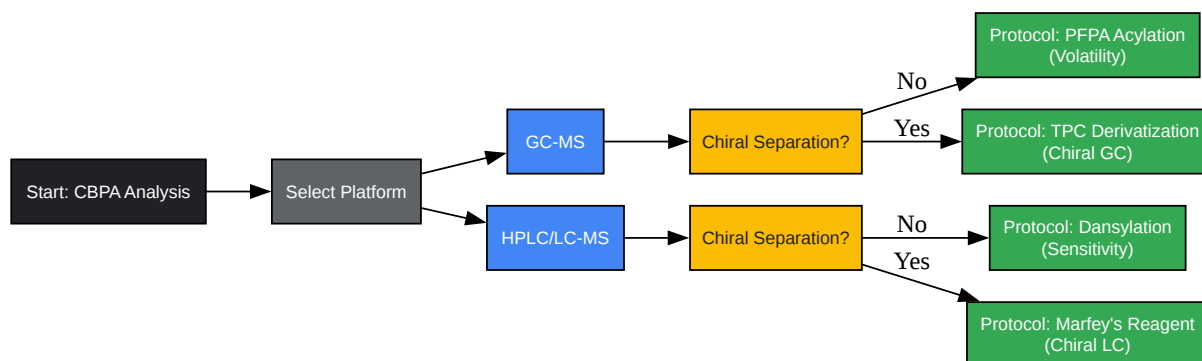 Start: CBPA Analysis
Select Platform
GC-MS
HPLC/LC-MS
Chiral Separation?
Chiral Separation?
No
Yes
No
Yes
Protocol: PFPA Acylation
(Volatility)
Protocol: TPC Derivatization
(Chiral GC)
Protocol: Dansylation
(Sensitivity)
Protocol: Marfey's Reagent
(Chiral LC)